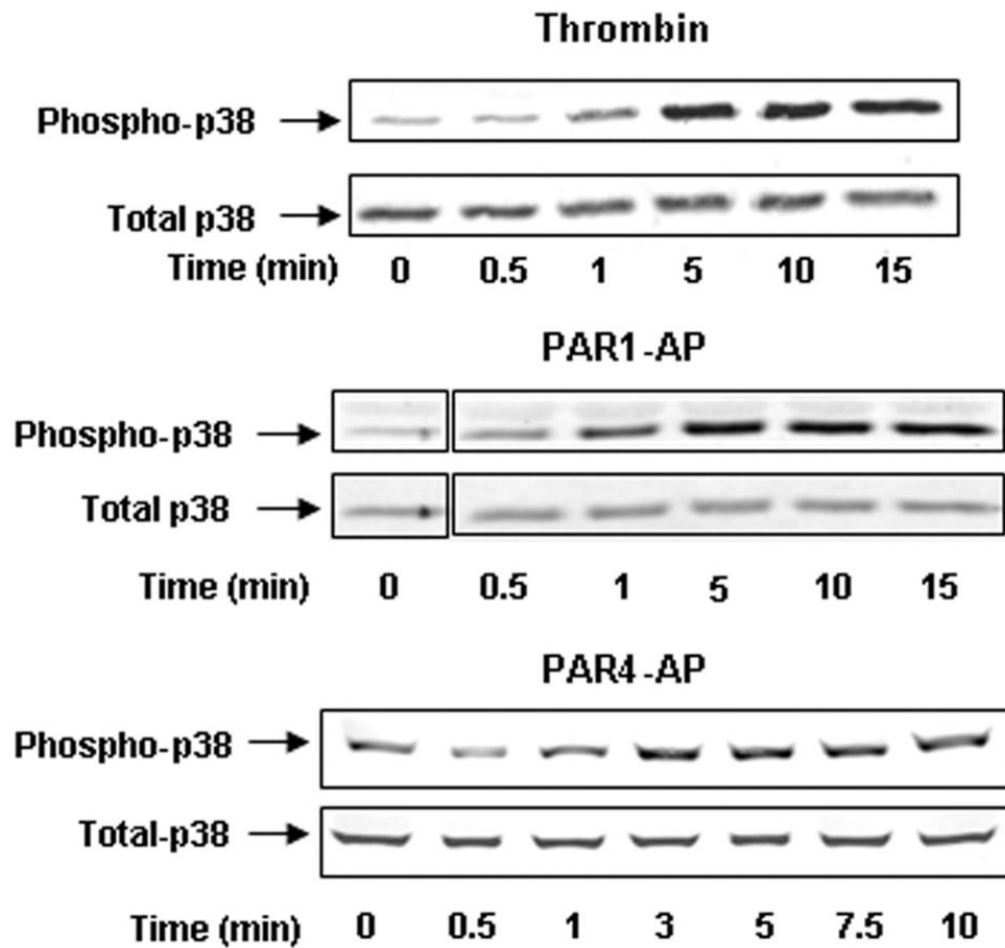 Thrombin
Phospho-p38
Total p38
Time (min) 0 0.5 1 5 10 15
PAR1-AP
Phospho-p38
Total p38
Time (min) 0 0.5 1 5 10 15
PAR4-AP
Phospho-p38
Total-p38
Time (min) 0 0.5 1 3 5 7.5 10